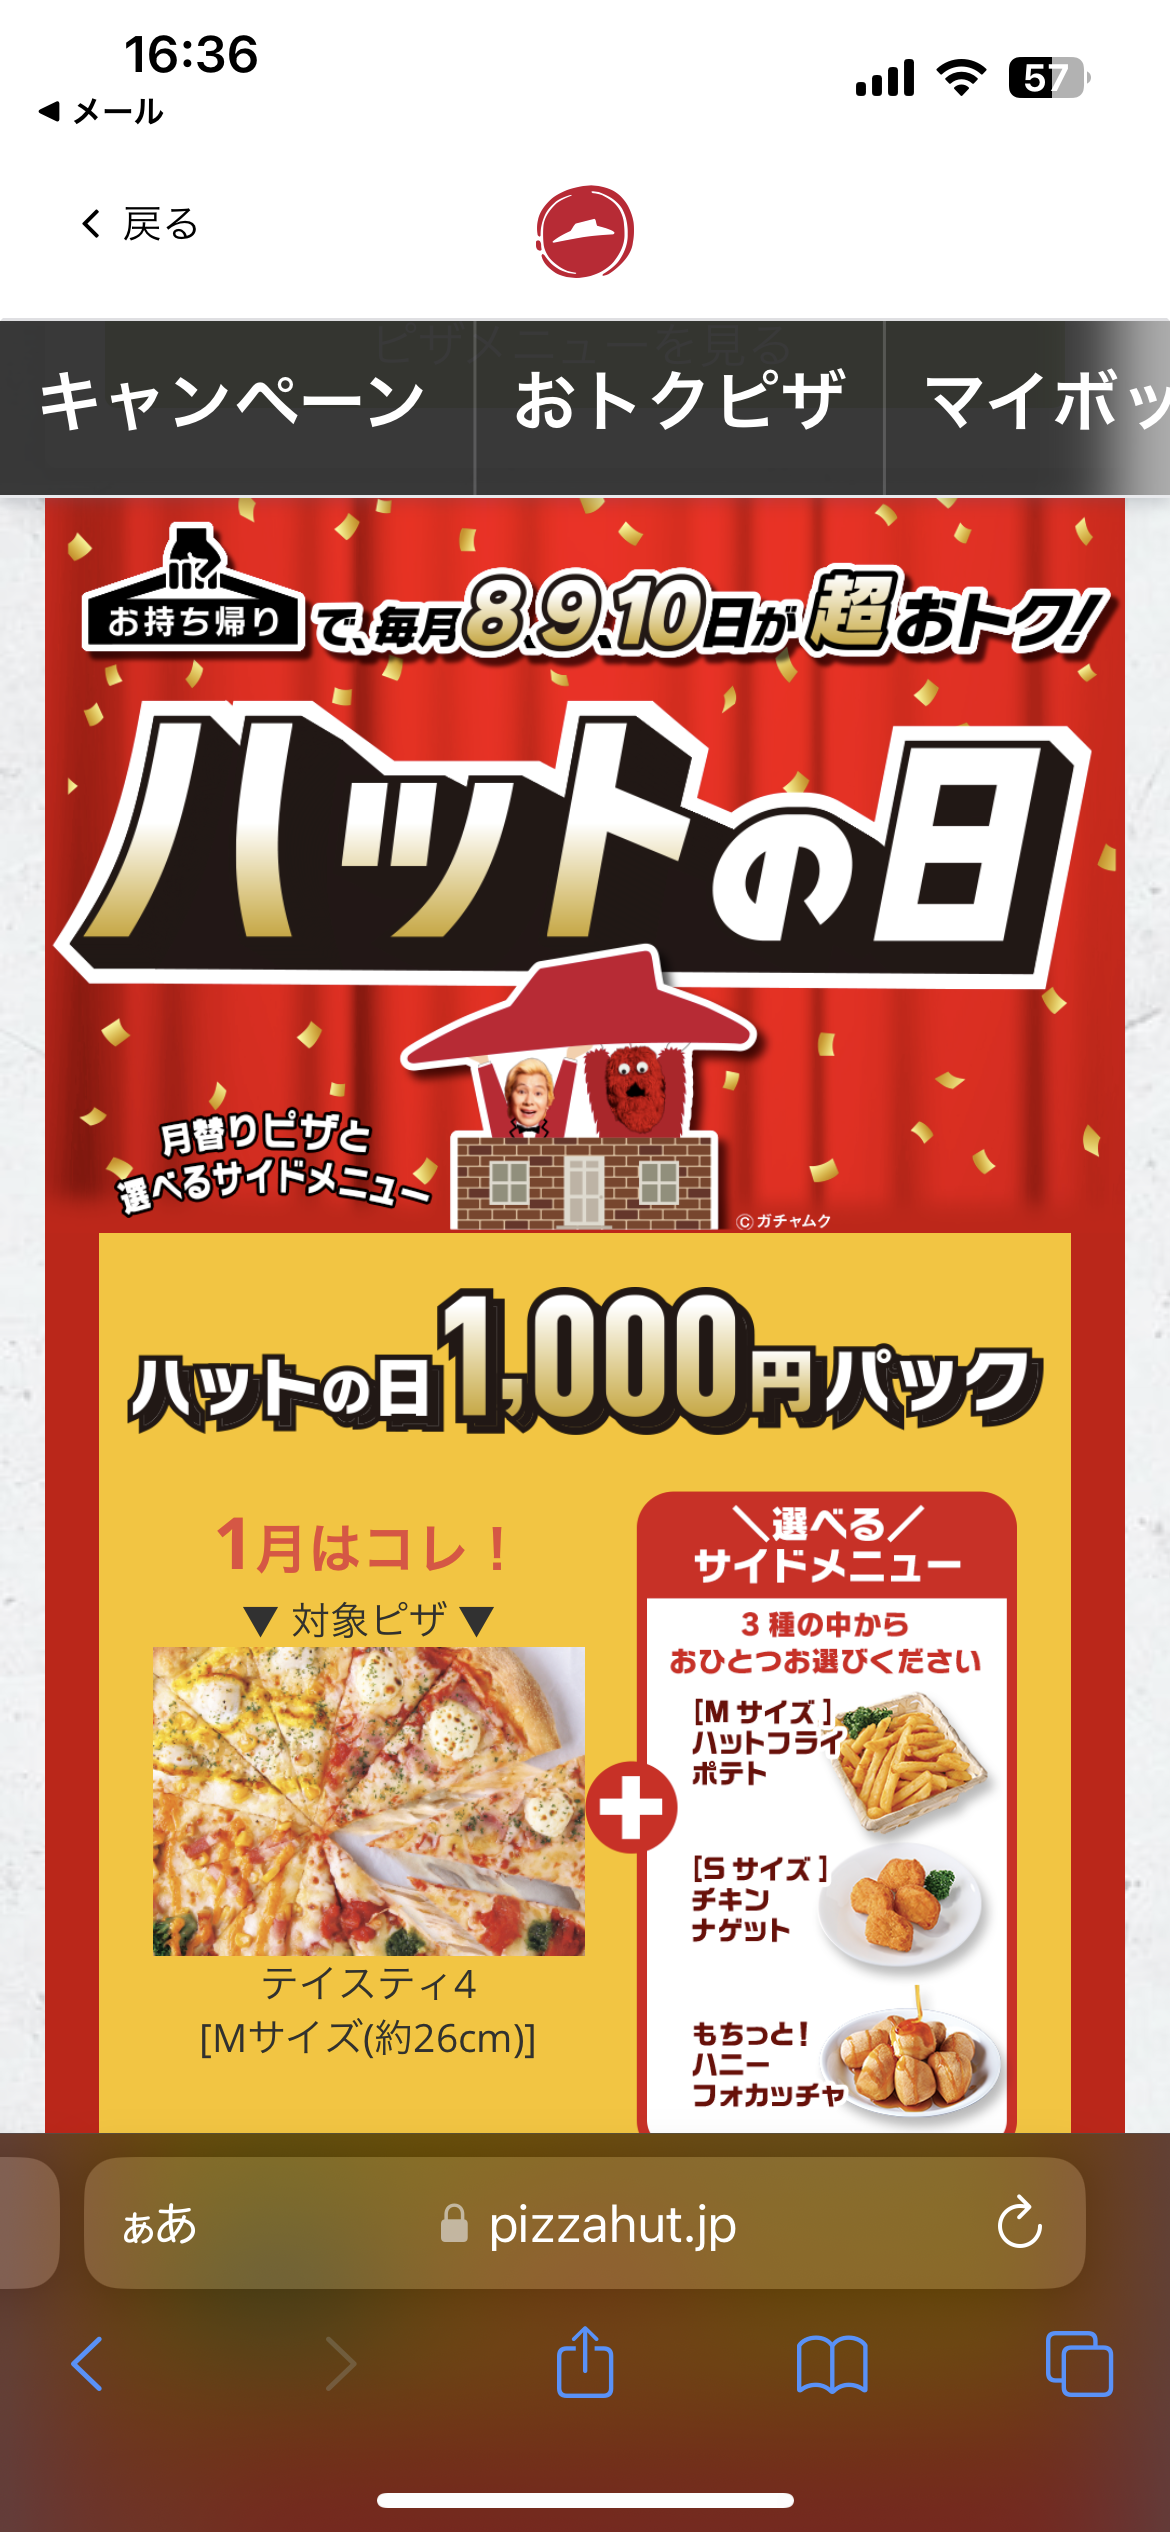 16:36
57
◀ メール
戻る
ピザメニューを見る
キャンペーン
おトクピザ
マイボッ
お持ち帰り で、毎月8、9、10日が超おトク!
ハットの日
月替りピザと
選べるサイドメニュー
©ガチャムク
ハットの日1,000円パック
1月はコレ！
▼ 対象ピザ ▼
テイスティ4
[Mサイズ(約26cm)]
＼選べる／
サイドメニュー
3種の中から
おひとつお選びください
[Mサイズ]
ハットフライ
ポテト
[Sサイズ]
チキン
ナゲット
もちっと！
ハニー
フォカッチャ
ぁあ
pizzahut.jp